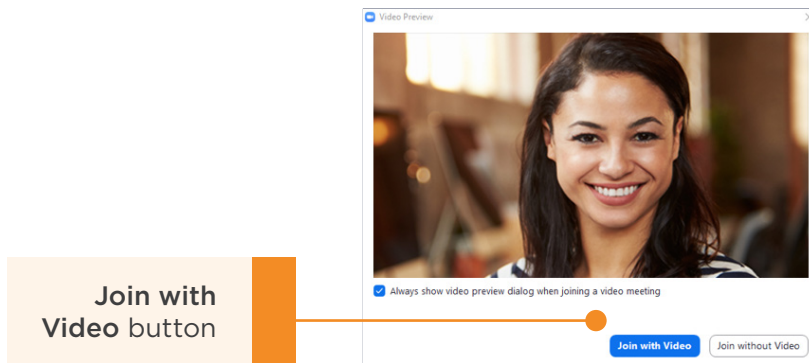 Video Preview
Always show video preview dialog when joining a video meeting
Join with
Video button
Join with Video
Join without Video